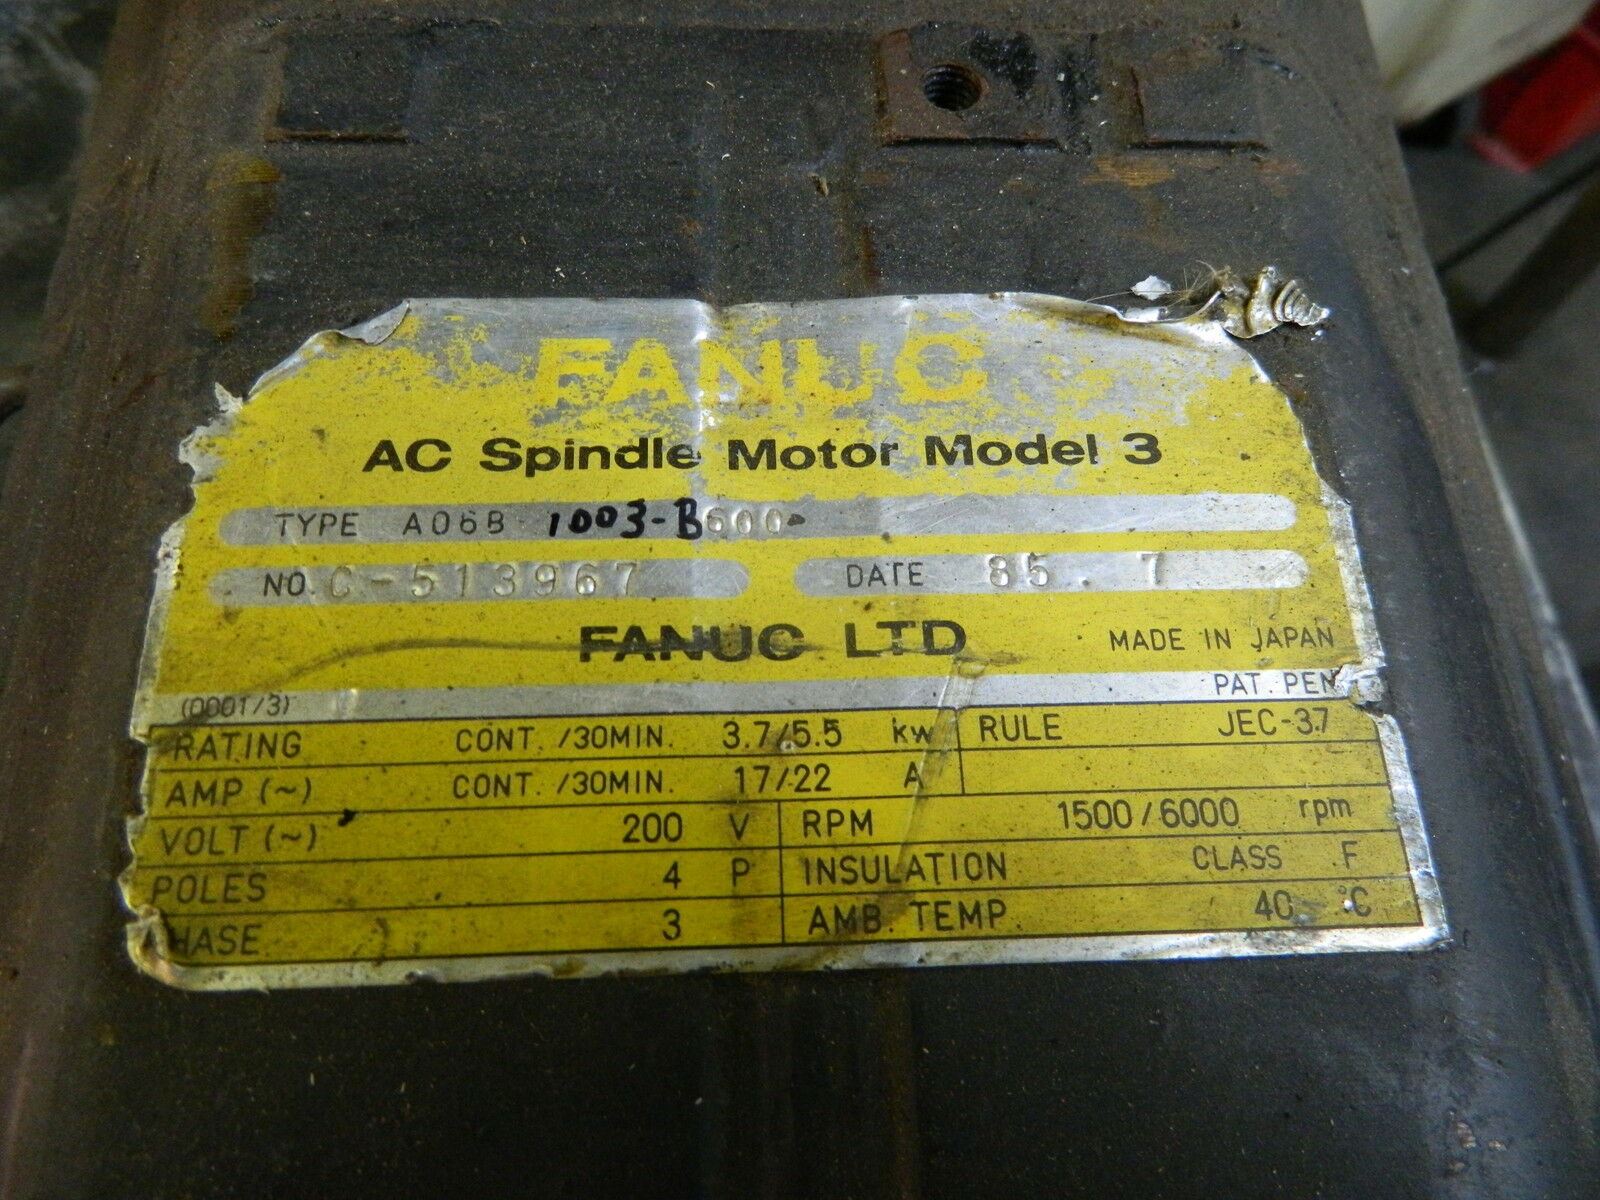 FANUC
AC Spindle Motor Model 3
TYPE A06B 1003-B600
NO. C-513967 DATE 85. 7
FANUC LTD MADE IN JAPAN
(0001/3) PAT. PEN
RATING CONT. /30MIN. 3.7/5.5 kW RULE JEC-37
AMP (~) CONT. /30MIN. 17/22 A
VOLT (~) 200 V RPM 1500/6000 rpm
POLES 4 P INSULATION CLASS F
HASE 3 AMB. TEMP. 40 °C